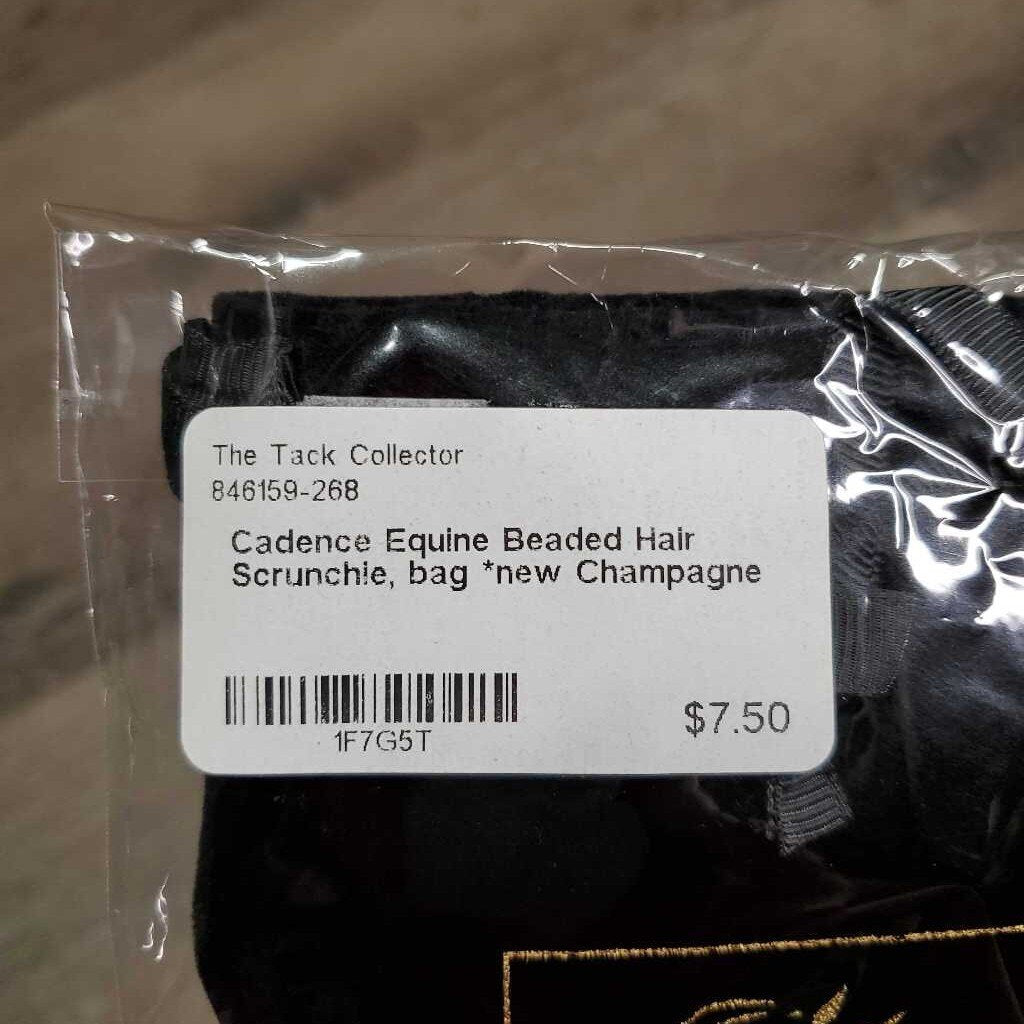 The Tack Collector
846159-268
Cadence Equine Beaded Hair
Scrunchie, bag *new Champagne
1F7G5T
$7.50